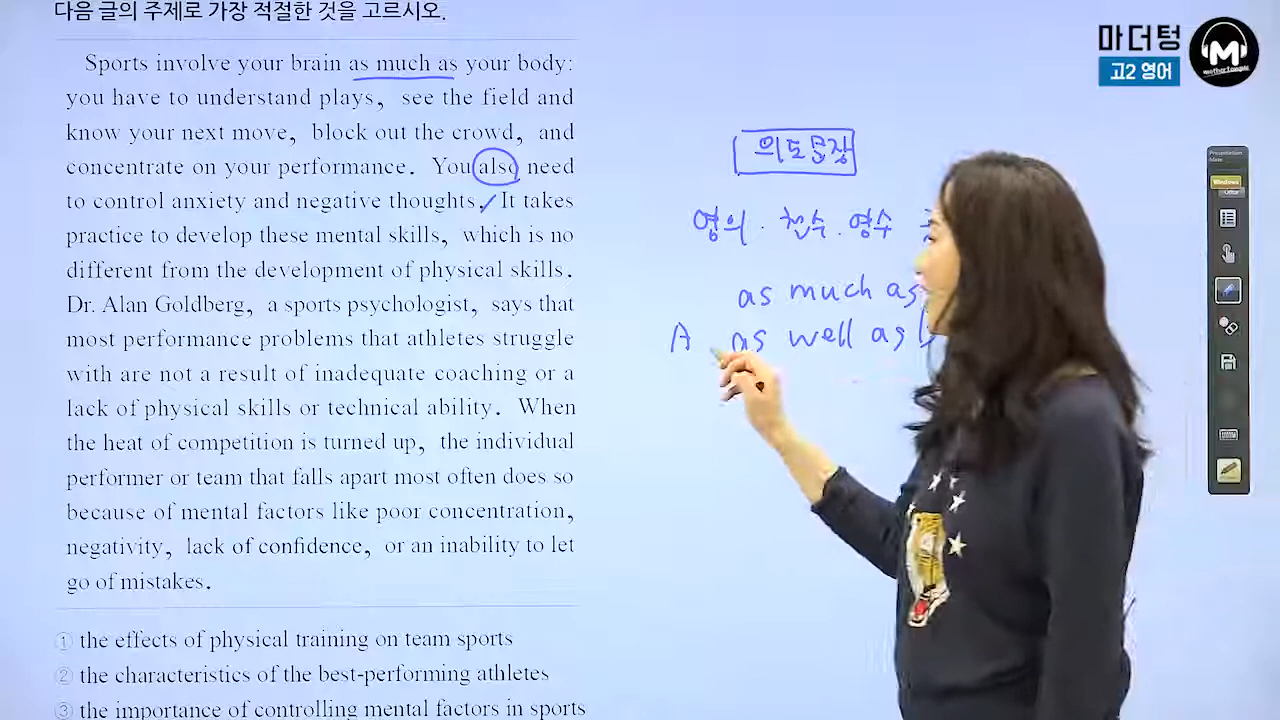 다음 글의 주제로 가장 적절한 것을 고르시오.
Sports involve your brain as much as your body:
you have to understand plays, see the field and
know your next move, block out the crowd, and
concentrate on your performance. You also need
to control anxiety and negative thoughts. It takes
practice to develop these mental skills, which is no
different from the development of physical skills.
Dr. Alan Goldberg, a sports psychologist, says that
most performance problems that athletes struggle
with are not a result of inadequate coaching or a
lack of physical skills or technical ability. When
the heat of competition is turned up, the individual
performer or team that falls apart most often does so
because of mental factors like poor concentration,
negativity, lack of confidence, or an inability to let
go of mistakes.
① the effects of physical training on team sports
② the characteristics of the best-performing athletes
③ the importance of controlling mental factors in sports
의도문장
영희. 철수. 영수
as much as
A as well as b
마더텅
고2 영어
M
mothertongue
Presentation
Mate
Windows
Office